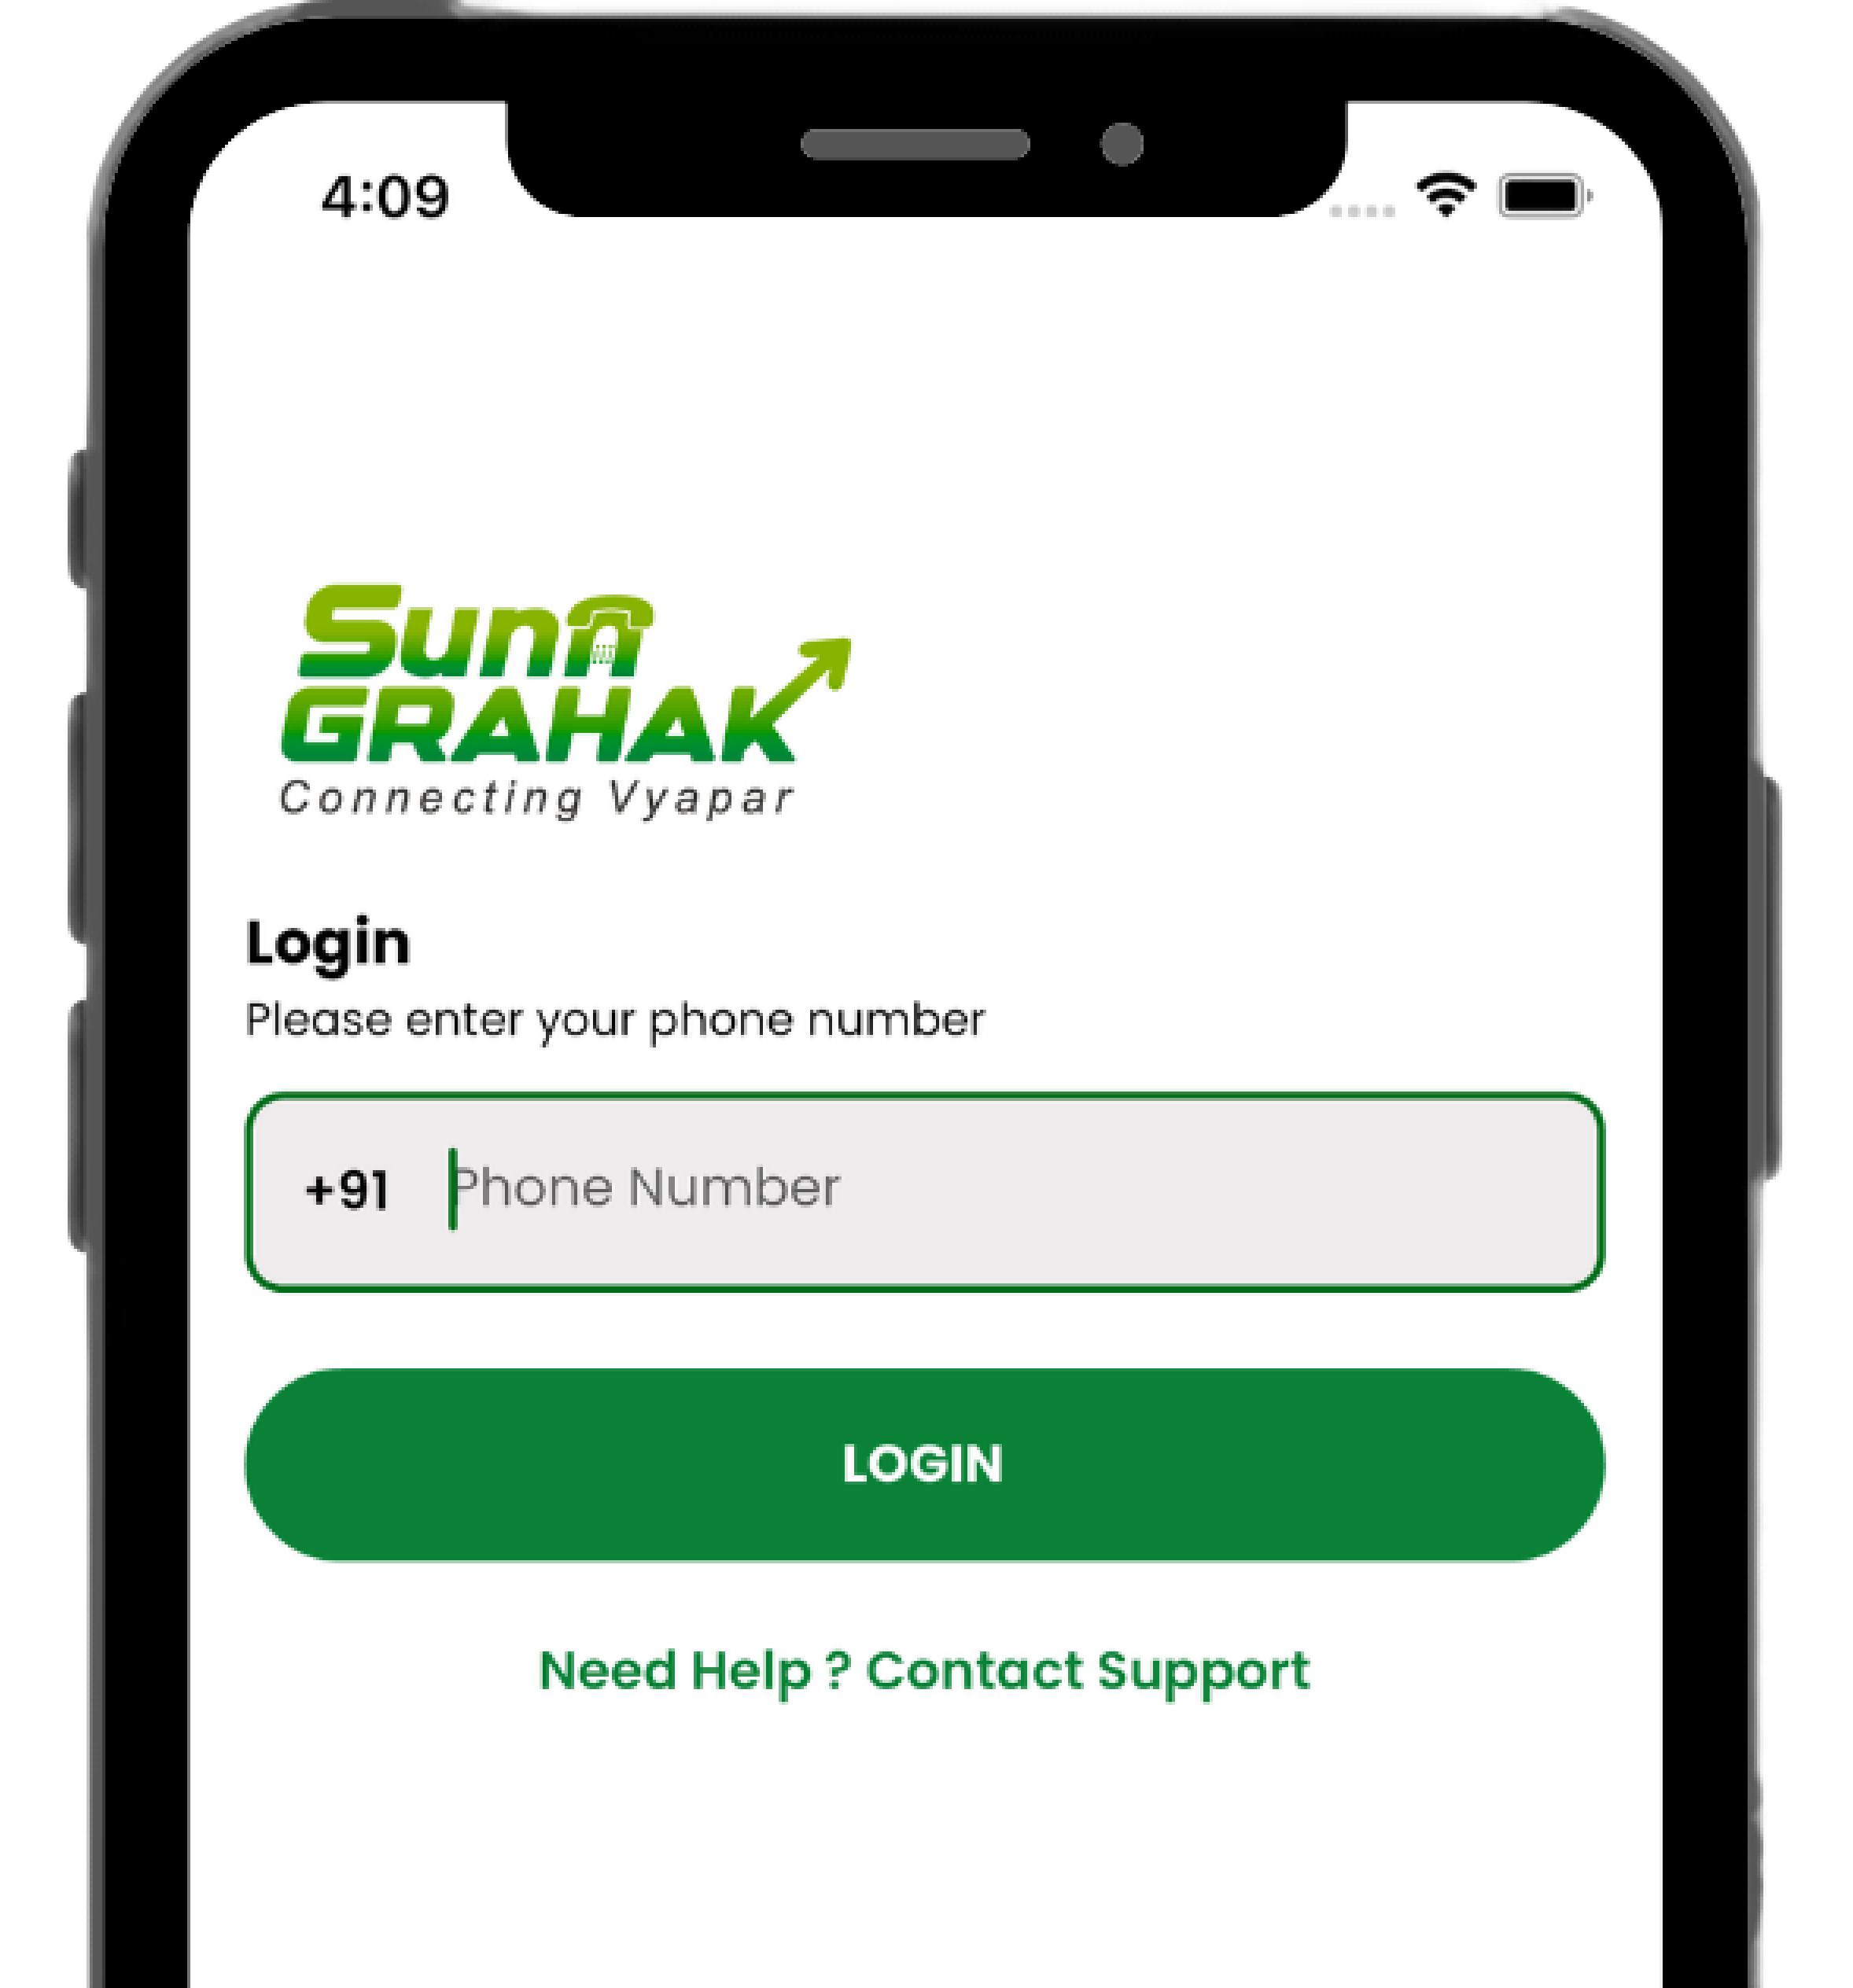 4:09
Sunn
GRAHAK
Connecting Vyapar
Login
Please enter your phone number
+91 Phone Number
LOGIN
Need Help ? Contact Support